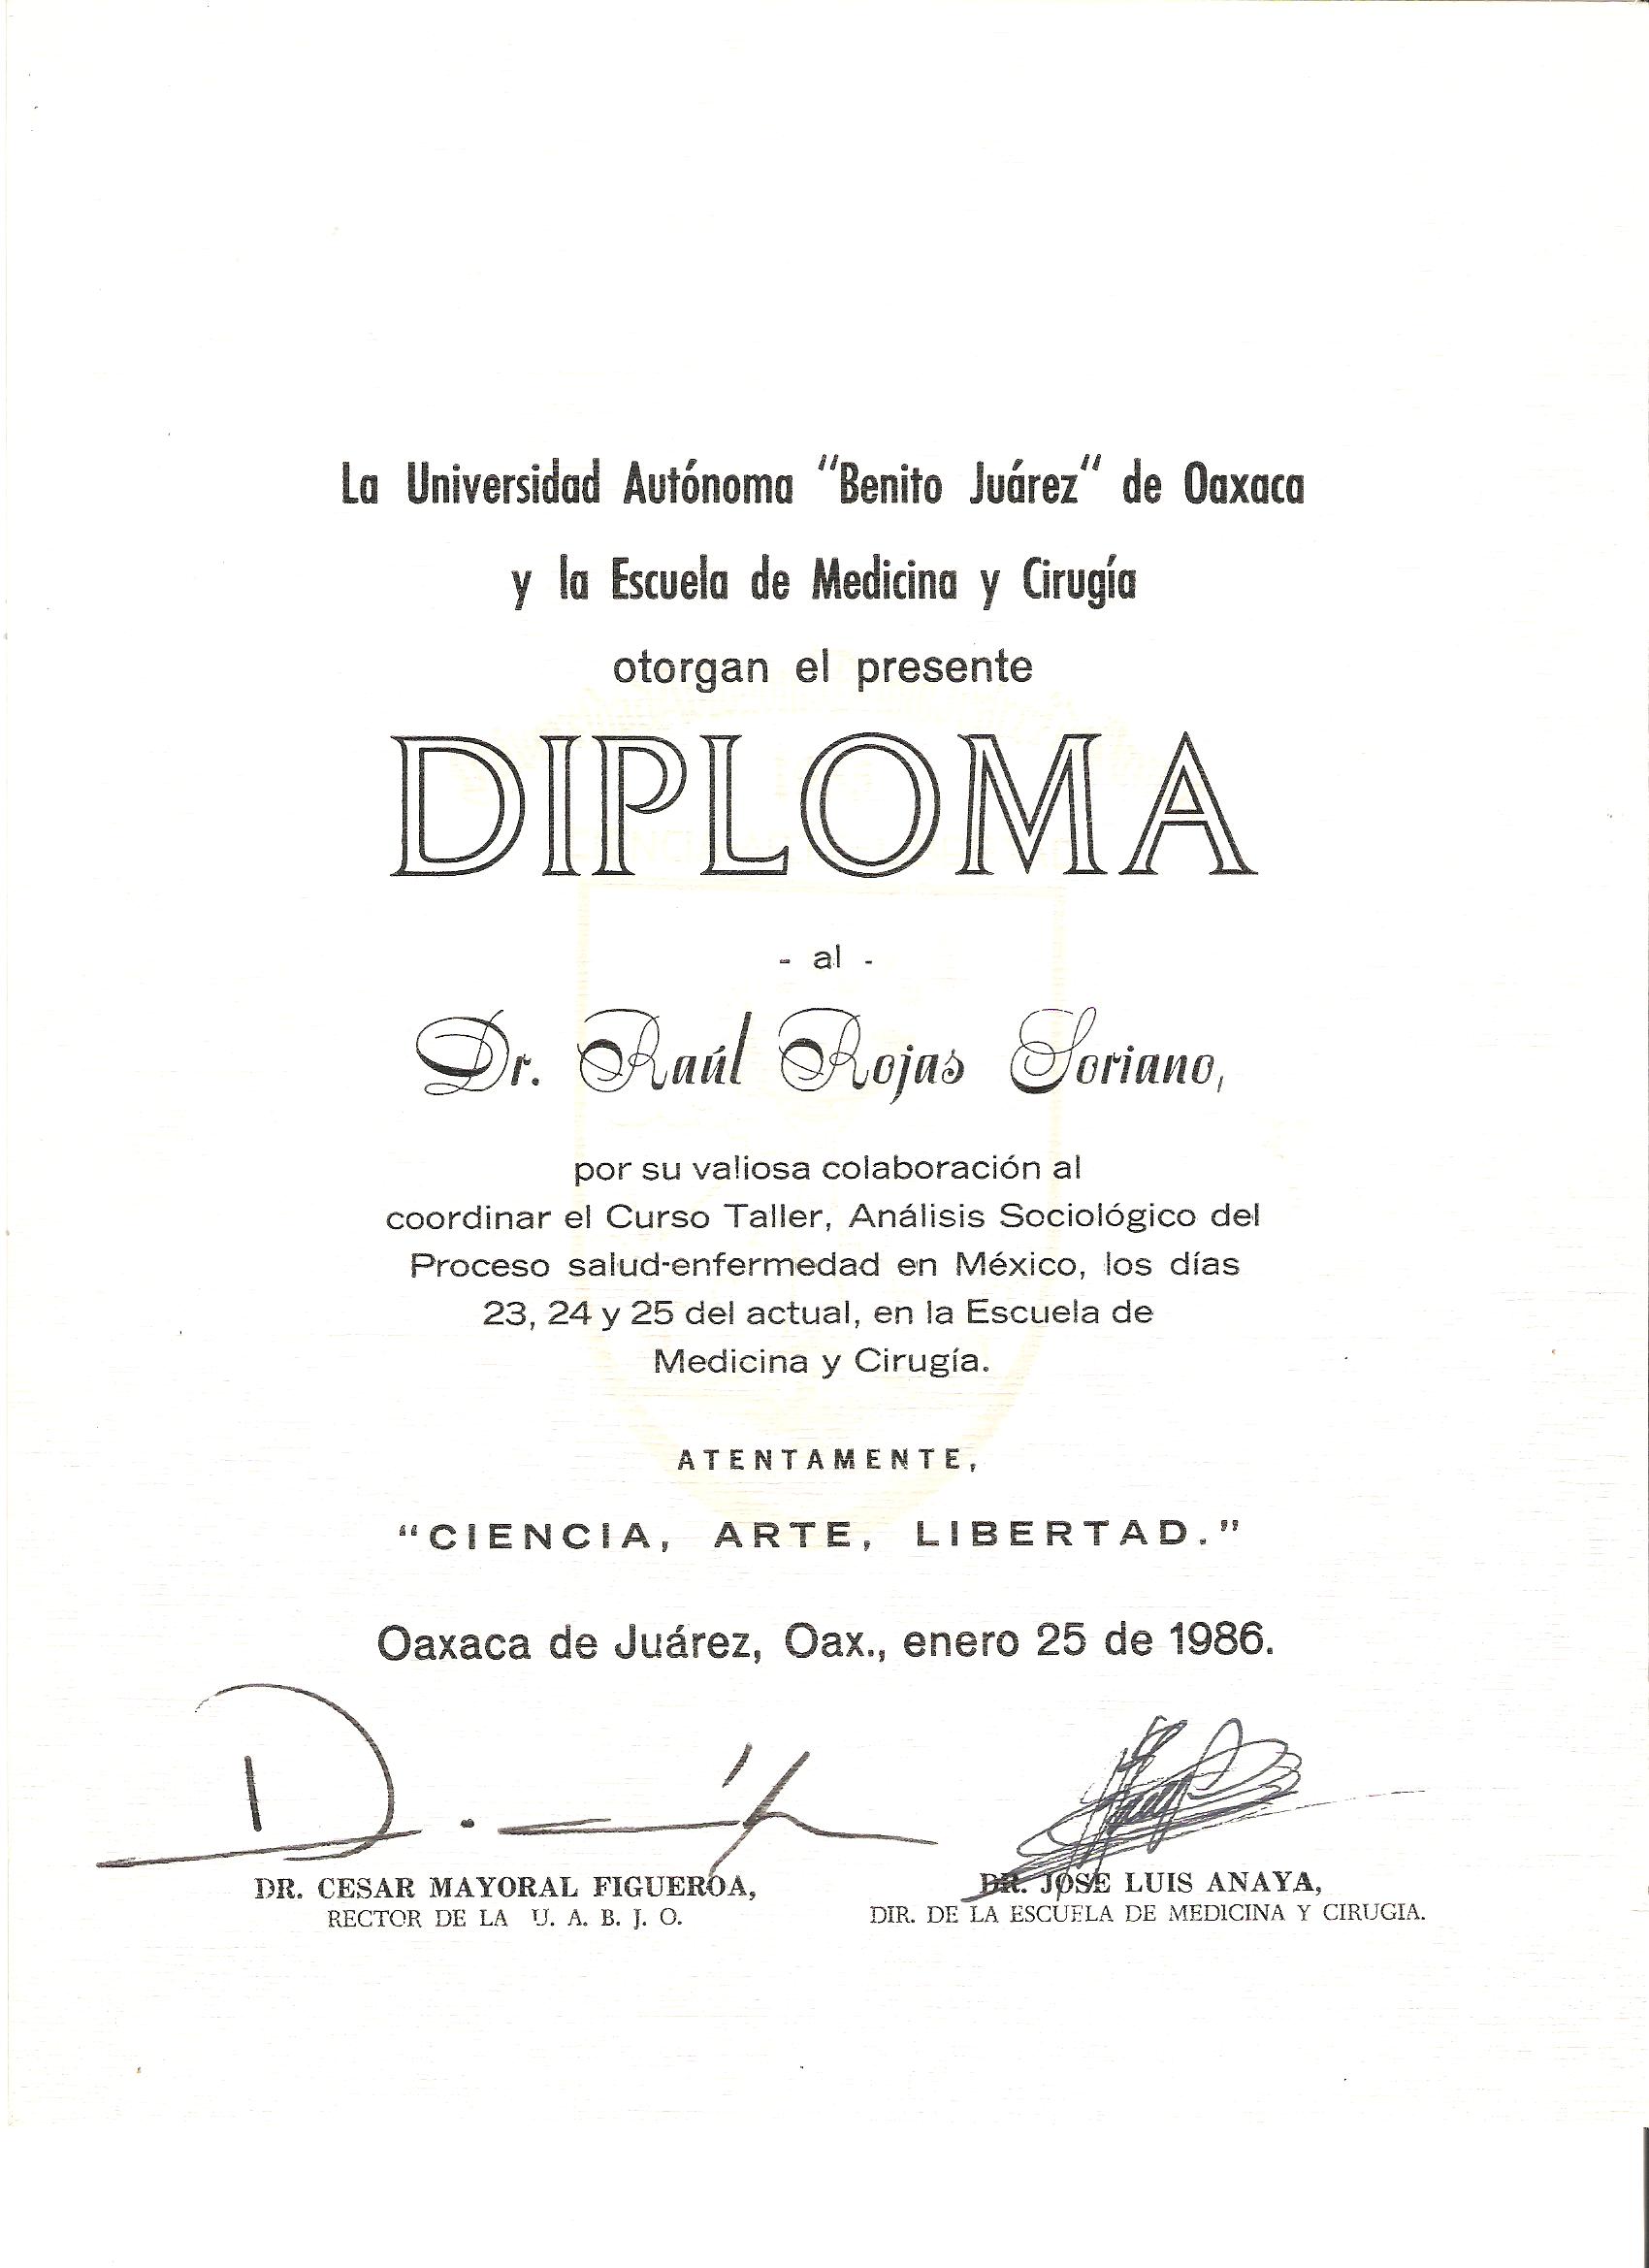 La Universidad Autónoma "Benito Juárez" de Oaxaca
y la Escuela de Medicina y Cirugía
otorgan el presente
DIPLOMA
- al -
Dr. Raúl Rojas Soriano,
por su valiosa colaboración al
coordinar el Curso Taller, Análisis Sociológico del
Proceso salud-enfermedad en México, los días
23, 24 y 25 del actual, en la Escuela de
Medicina y Cirugía.
ATENTAMENTE,
"CIENCIA, ARTE, LIBERTAD."
Oaxaca de Juárez, Oax., enero 25 de 1986.
DR. CESAR MAYORAL FIGUEROA,
RECTOR DE LA U. A. B. J. O.
DR. JOSE LUIS ANAYA,
DIR. DE LA ESCUELA DE MEDICINA Y CIRUGIA.